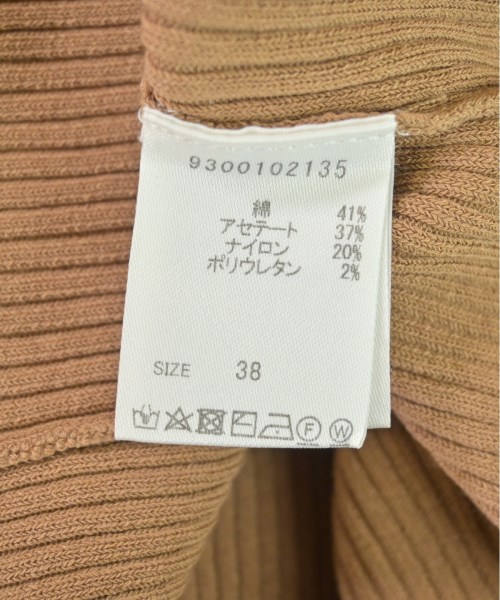 9300102135
綿 41%
アセテート 37%
ナイロン 20%
ポリウレタン 2%
SIZE 38
F W